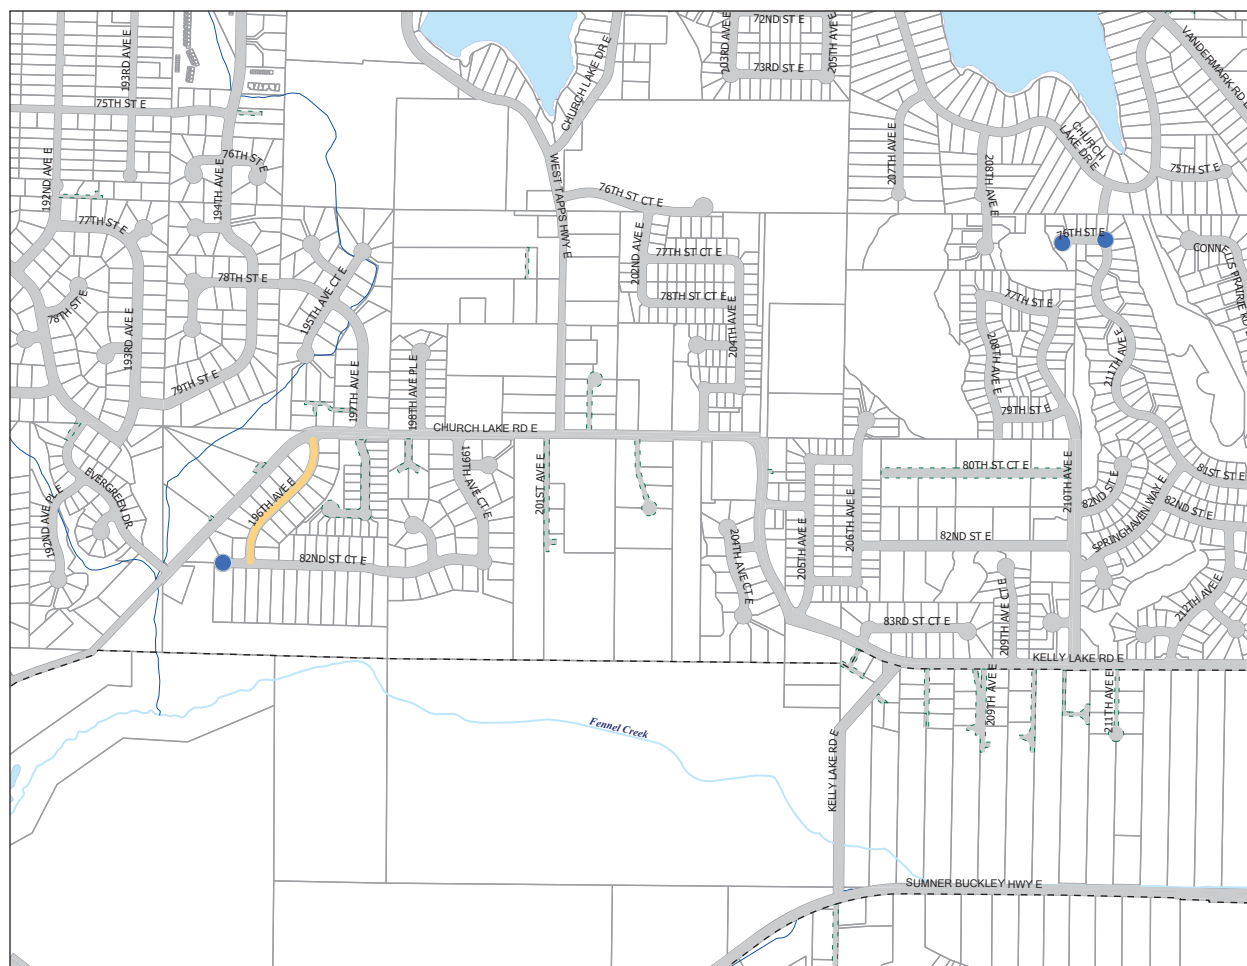 72ND ST E
203RD AVE E
205TH AVE E
73RD ST E
193RD AVE E
CHURCH LAKE DR E
VANDERMARK RD E
75TH ST E
192ND AVE E
76TH ST E
194TH AVE E
WEST TAPPS HWY E
76TH ST CT E
207TH AVE E
208TH AVE E
CHURCH
LAKE DR E
75TH ST E
77TH ST E
202ND AVE E
77TH ST CT E
76TH ST E
CONN
ELLS PRAIRIE RD
78TH ST E
195TH AVE CT E
78TH ST E
78TH ST CT E
204TH AVE E
77TH ST E
193RD AVE E
79TH ST E
197TH AVE E
198TH AVE PL E
208TH AVE E
211TH AVE E
79TH ST E
CHURCH LAKE RD E
EVERGREEN DR
192ND AVE PL E
196TH AVE E
199TH AVE CT E
201ST AVE E
80TH ST CT E
210TH AVE E
81ST ST E
82ND ST E
82ND ST E
SPRINGHAVEN WAY E
82ND ST CT E
204TH AVE CT E
205TH AVE E
206TH AVE E
82ND ST E
209TH AVE CT E
212TH AVE E
83RD ST CT E
KELLY LAKE RD E
209TH AVE E
211TH AVE E
Fennel Creek
KELLY LAKE RD E
SUMNER BUCKLEY HWY E